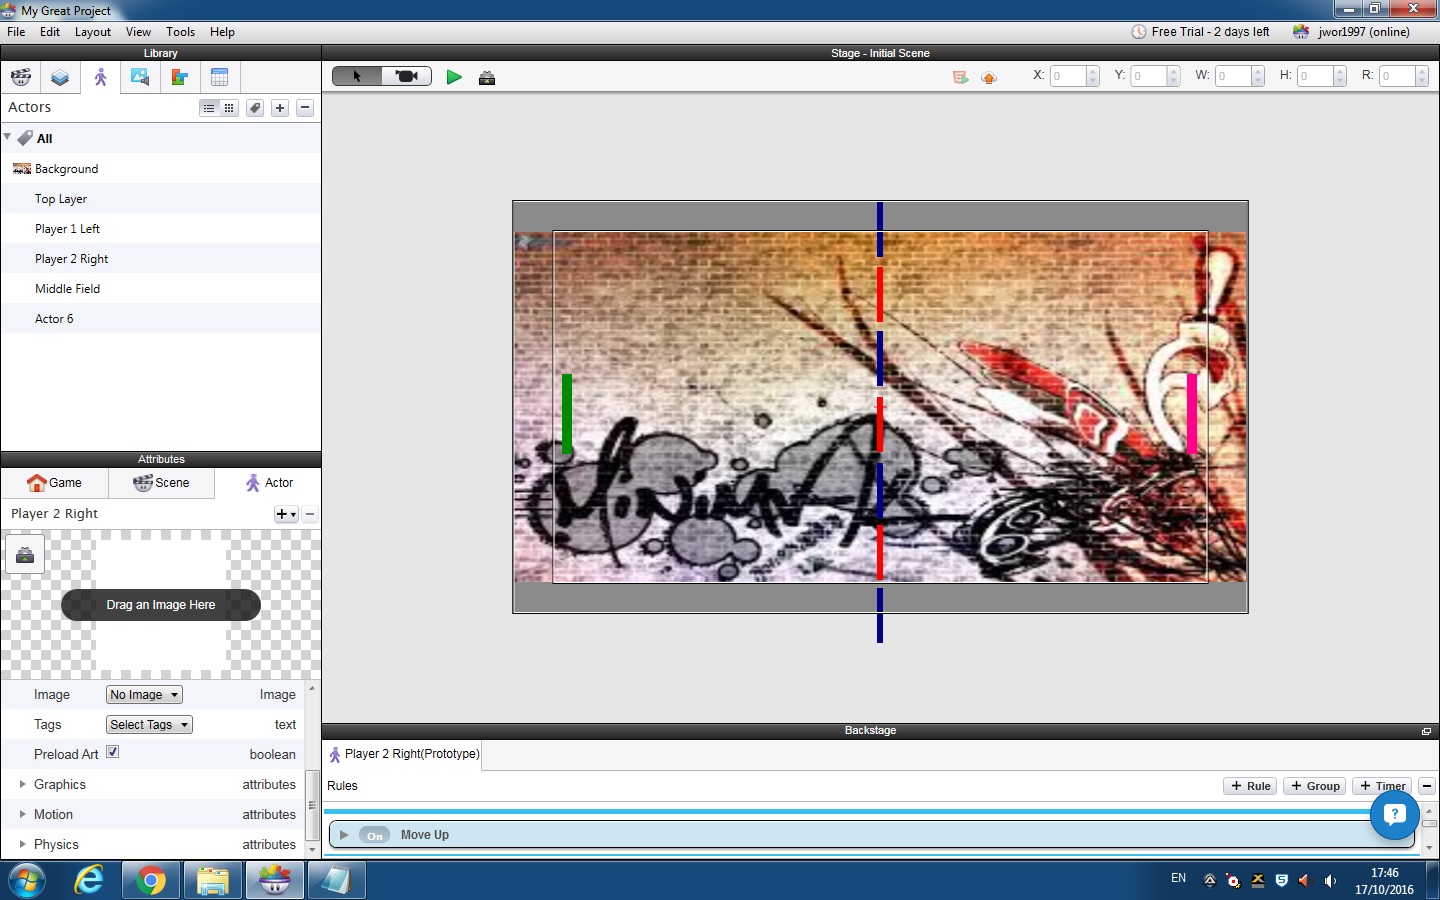 My Great Project
File Edit Layout View Tools Help
Free Trial - 2 days left
jwor1997 (online)
Library
Stage - Initial Scene
X: 0 Y: 0 W: 0 H: 0 R: 0
Actors
All
Background
Top Layer
Player 1 Left
Player 2 Right
Middle Field
Actor 6
Attributes
Game Scene Actor
Player 2 Right
Drag an Image Here
Image No Image Image
Tags Select Tags text
Preload Art boolean
Graphics attributes
Motion attributes
Physics attributes
Backstage
Player 2 Right(Prototype)
Rules
+ Rule + Group + Timer
On Move Up
EN
17:46
17/10/2016